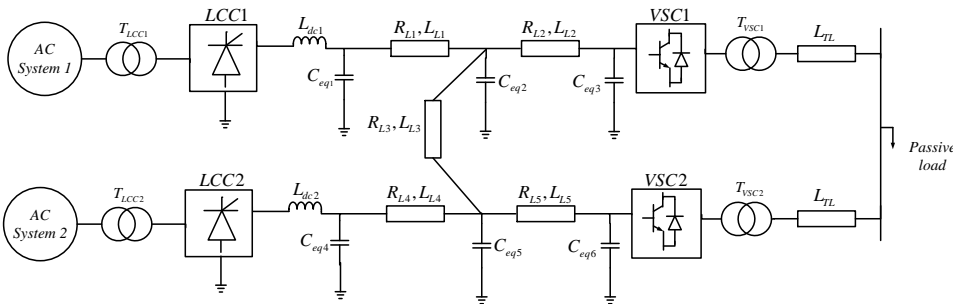 AC
System 1
T_LCC1
LCC1
L_dc1
C_eq1
R_L1, L_L1
C_eq2
R_L2, L_L2
C_eq3
VSC1
T_VSC1
L_TL
R_L3, L_L3
Passive
load
AC
System 2
T_LCC2
LCC2
L_dc2
C_eq4
R_L4, L_L4
C_eq5
R_L5, L_L5
C_eq6
VSC2
T_VSC2
L_TL